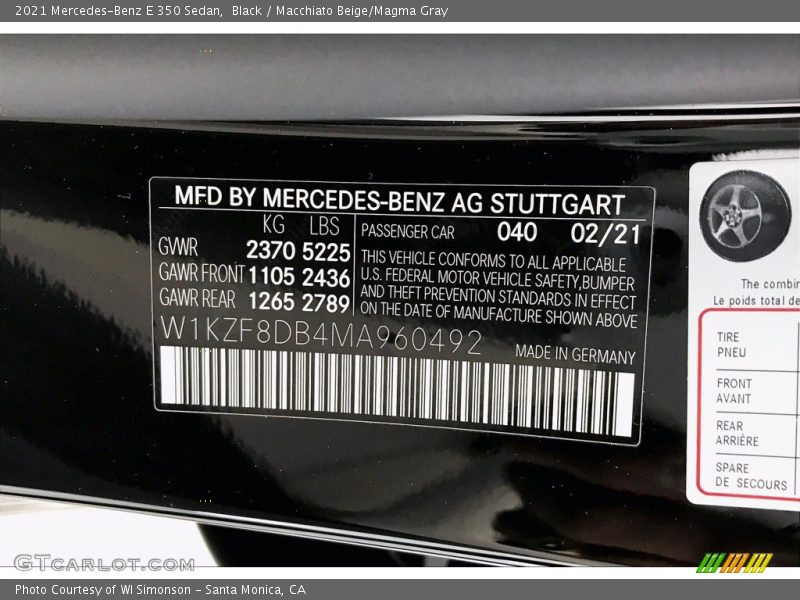 2021 Mercedes-Benz E 350 Sedan, Black / Macchiato Beige/Magma Gray
MFD BY MERCEDES-BENZ AG STUTTGART
KG LBS
GVWR 2370 5225
GAWR FRONT 1105 2436
GAWR REAR 1265 2789
PASSENGER CAR 040 02/21
THIS VEHICLE CONFORMS TO ALL APPLICABLE
U.S. FEDERAL MOTOR VEHICLE SAFETY,BUMPER
AND THEFT PREVENTION STANDARDS IN EFFECT
ON THE DATE OF MANUFACTURE SHOWN ABOVE
W1KZF8DB4MA960492 MADE IN GERMANY
The combin
Le poids total de
TIRE
PNEU
FRONT
AVANT
REAR
ARRIÈRE
SPARE
DE SECOURS
GTcarlot.com
Photo Courtesy of WI Simonson - Santa Monica, CA